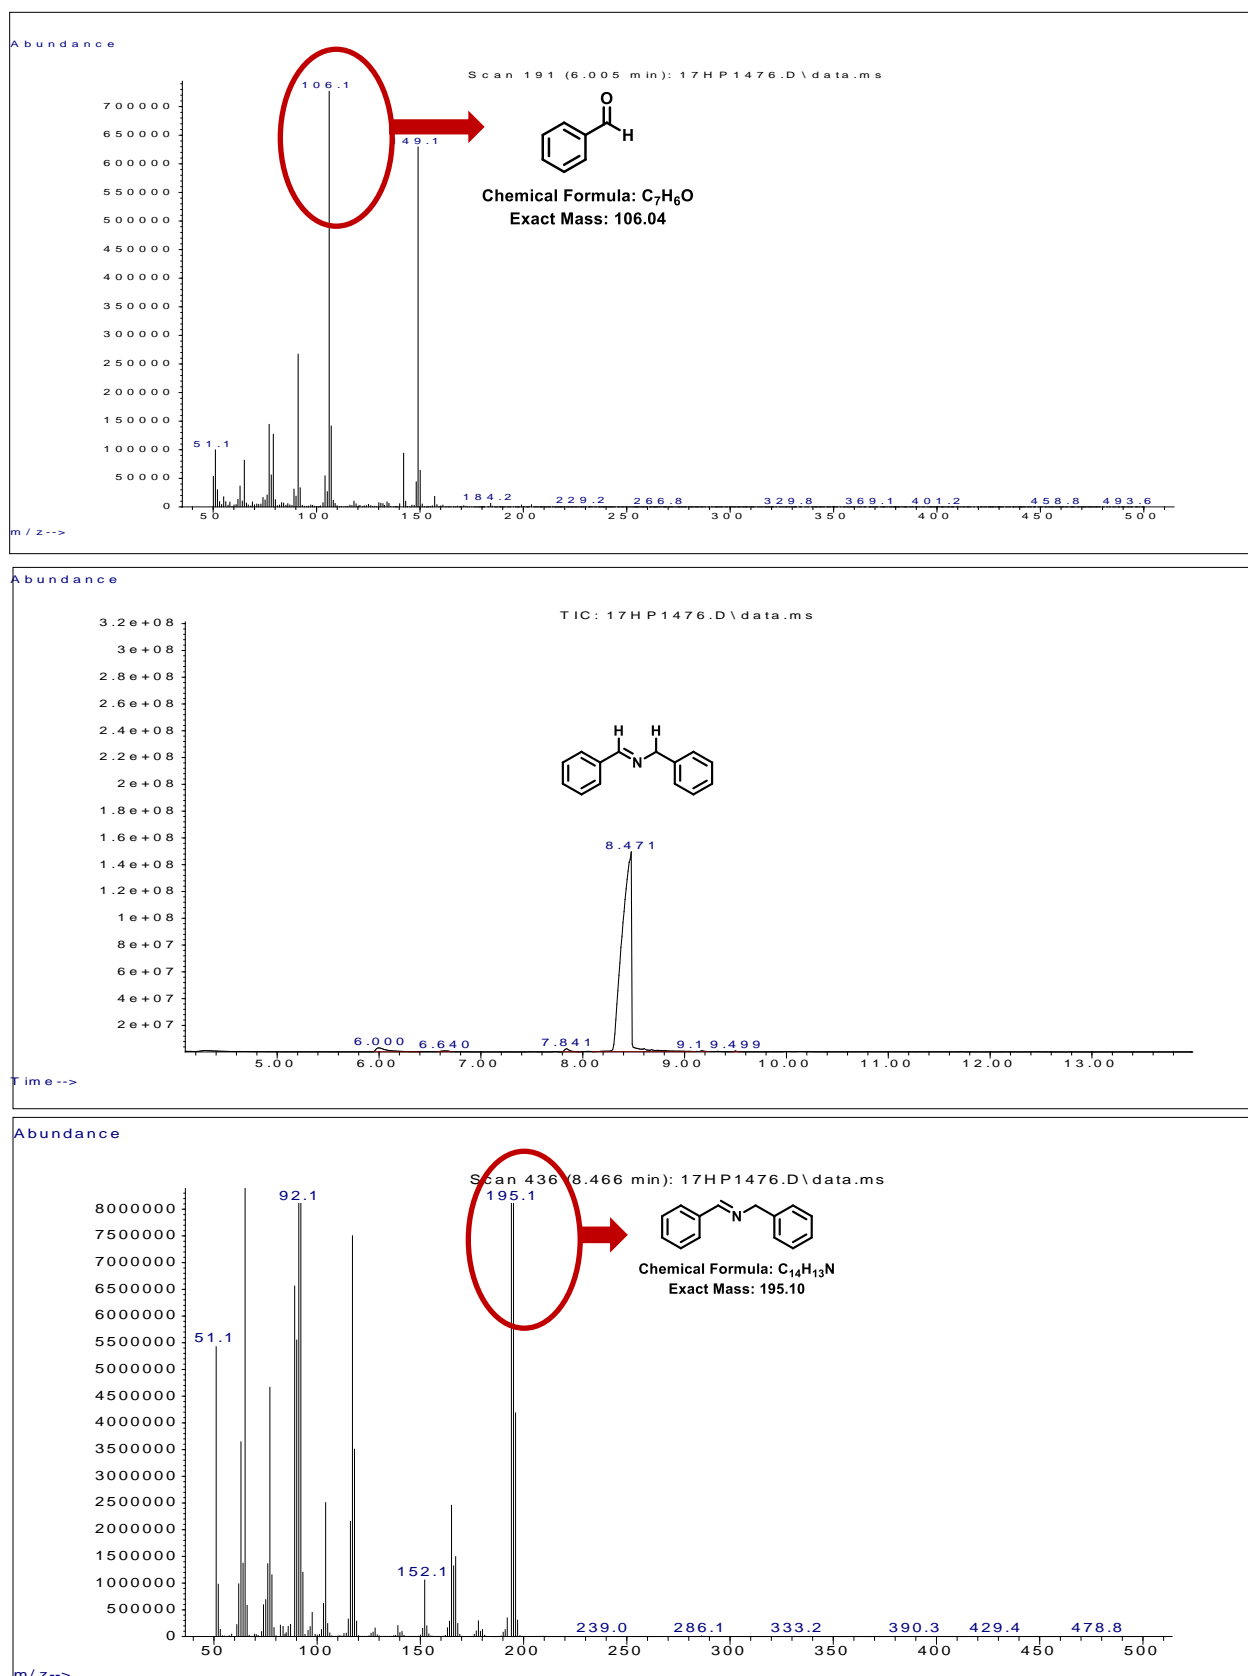 Abundance
Scan 191 (6.005 min): 17HP1476.D\data.ms
106.1
700000
650000
600000
550000
500000
450000
400000
350000
300000
250000
200000
150000
100000
50000
0
49.1
51.1
184.2
229.2
266.8
329.8
369.1
401.2
458.8
493.6
O
H
Chemical Formula: C7H6O
Exact Mass: 106.04
50
100
150
200
250
300
350
400
450
500
m/z-->
Abundance
TIC: 17HP1476.D\data.ms
3.2e+08
3e+08
2.8e+08
2.6e+08
2.4e+08
2.2e+08
2e+08
1.8e+08
1.6e+08
1.4e+08
1.2e+08
1e+08
8e+07
6e+07
4e+07
2e+07
H H
N
8.471
6.000
6.640
7.841
9.19.499
5.00
6.00
7.00
8.00
9.00
10.00
11.00
12.00
13.00
Time-->
Abundance
Scan 436 (8.466 min): 17HP1476.D\data.ms
92.1
195.1
8000000
7500000
7000000
6500000
6000000
5500000
5000000
4500000
4000000
3500000
3000000
2500000
2000000
1500000
1000000
500000
0
N
Chemical Formula: C14H13N
Exact Mass: 195.10
51.1
152.1
239.0
286.1
333.2
390.3
429.4
478.8
50
100
150
200
250
300
350
400
450
500
m/z-->